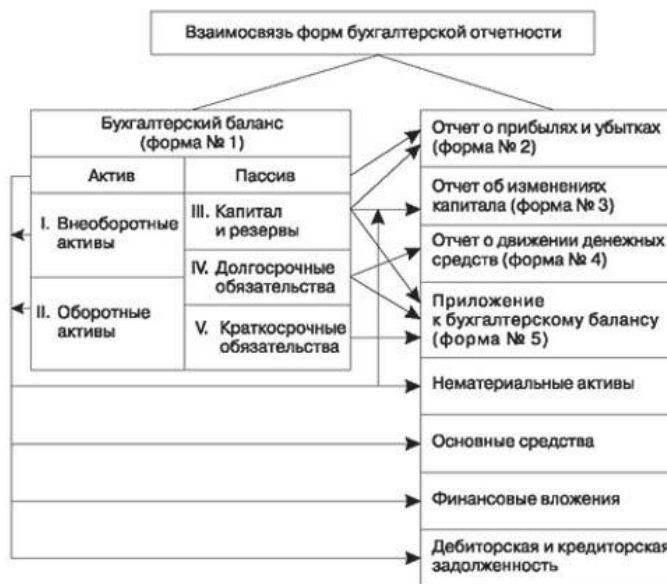 Взаимосвязь форм бухгалтерской отчетности
Бухгалтерский баланс
(форма № 1)
Актив
Пассив
I. Внеоборотные
активы
II. Оборотные
активы
III. Капитал
и резервы
IV. Долгосрочные
обязательства
V. Краткосрочные
обязательства
Отчет о прибылях и убытках
(форма № 2)
Отчет об изменениях
капитала (форма № 3)
Отчет о движении денежных
средств (форма № 4)
Приложение
к бухгалтерскому балансу
(форма № 5)
Нематериальные активы
Основные средства
Финансовые вложения
Дебиторская и кредиторская
задолженность